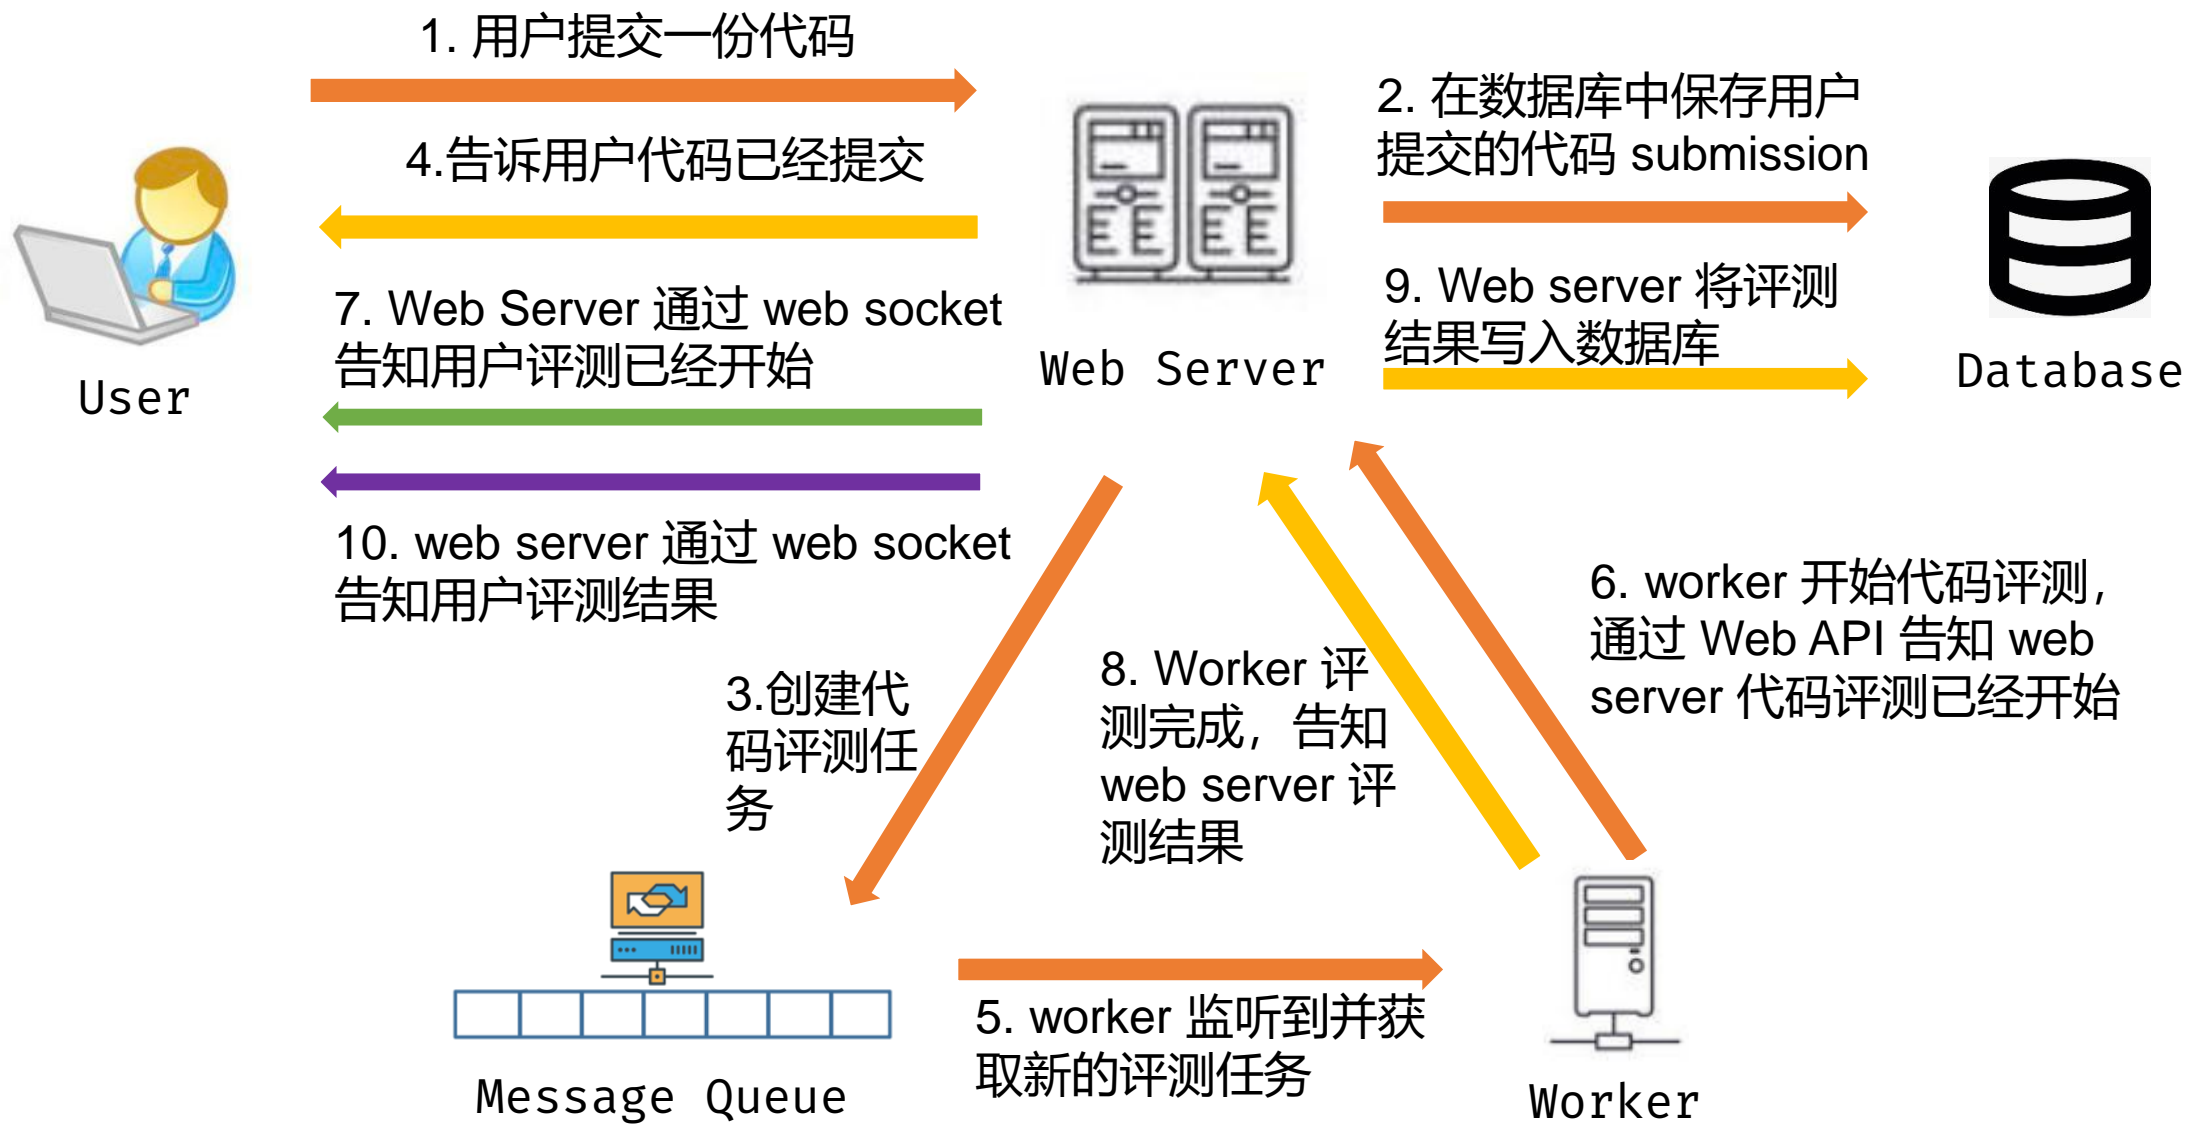 1. 用户提交一份代码
4.告诉用户代码已经提交
2. 在数据库中保存用户
提交的代码 submission
7. Web Server 通过 web socket
告知用户评测已经开始
9. Web server 将评测
结果写入数据库
User
Web Server
Database
10. web server 通过 web socket
告知用户评测结果
3.创建代
码评测任
务
8. Worker 评
测完成，告知
web server 评
测结果
6. worker 开始代码评测，
通过 Web API 告知 web
server 代码评测已经开始
5. worker 监听到并获
取新的评测任务
Message Queue
Worker